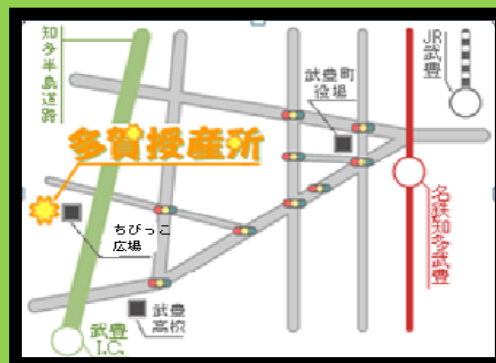 知多半島道路
JR武豊
武豊町
役場
多賀授産所
ちびっこ
広場
名鉄知多武豊
武豊
高校
武豊
I.C.